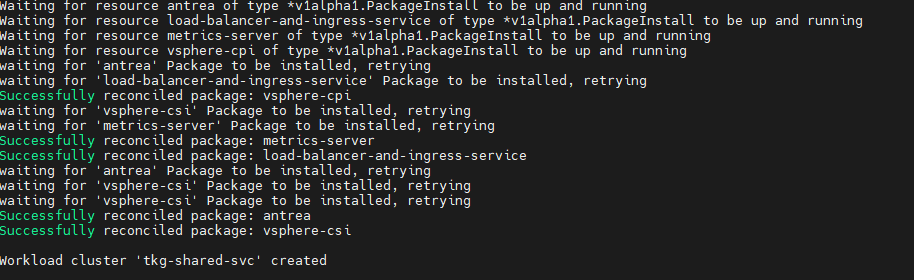 Waiting for resource antrea of type *v1alpha1.PackageInstall to be up and running
Waiting for resource load-balancer-and-ingress-service of type *v1alpha1.PackageInstall to be up and running
Waiting for resource metrics-server of type *v1alpha1.PackageInstall to be up and running
Waiting for resource vsphere-cpi of type *v1alpha1.PackageInstall to be up and running
waiting for 'antrea' Package to be installed, retrying
waiting for 'load-balancer-and-ingress-service' Package to be installed, retrying
Successfully reconciled package: vsphere-cpi
waiting for 'vsphere-csi' Package to be installed, retrying
waiting for 'metrics-server' Package to be installed, retrying
Successfully reconciled package: metrics-server
Successfully reconciled package: load-balancer-and-ingress-service
waiting for 'antrea' Package to be installed, retrying
waiting for 'vsphere-csi' Package to be installed, retrying
waiting for 'vsphere-csi' Package to be installed, retrying
Successfully reconciled package: antrea
Successfully reconciled package: vsphere-csi
Workload cluster 'tkg-shared-svc' created